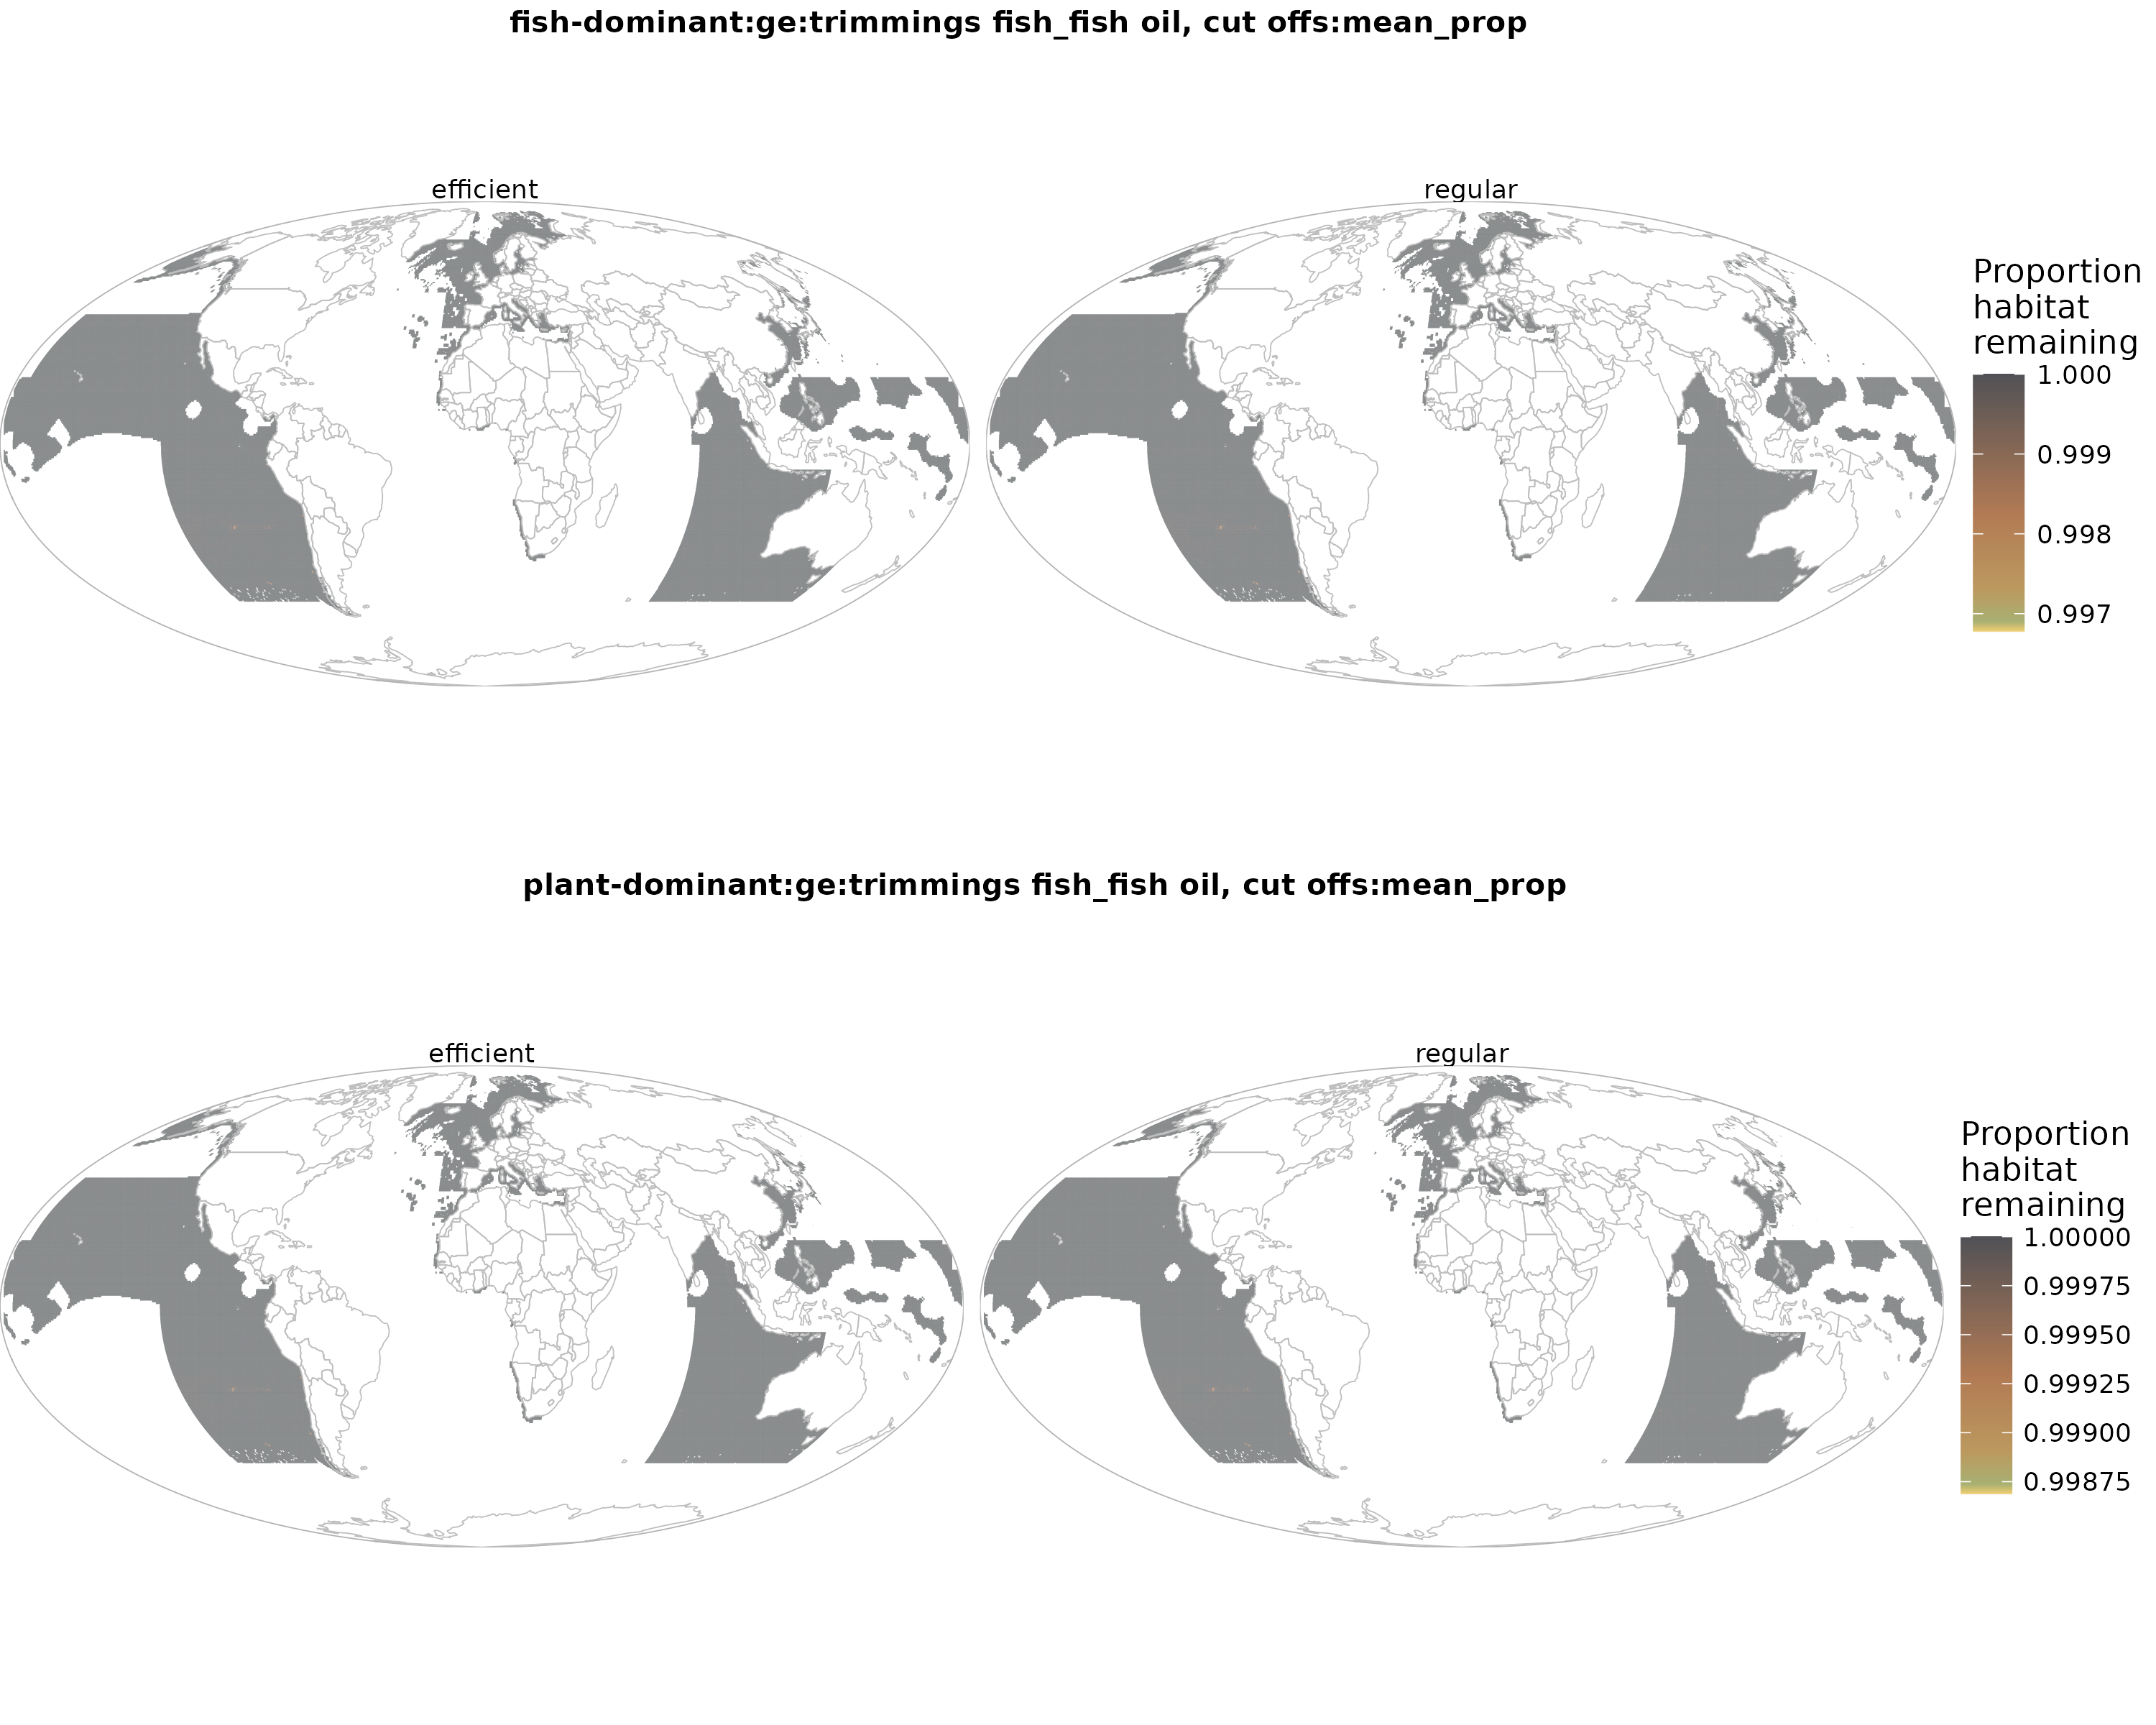 fish-dominant:ge:trimmings fish_fish oil, cut offs:mean_prop
efficient
regular
Proportion
habitat
remaining
1.000
0.999
0.998
0.997
plant-dominant:ge:trimmings fish_fish oil, cut offs:mean_prop
efficient
regular
Proportion
habitat
remaining
1.00000
0.99975
0.99950
0.99925
0.99900
0.99875